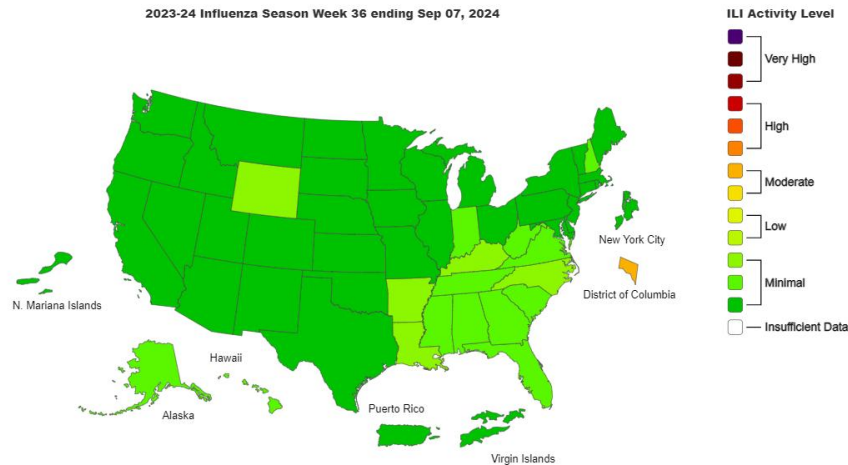 2023-24 Influenza Season Week 36 ending Sep 07, 2024
ILI Activity Level
Very High
High
Moderate
Low
Minimal
Insufficient Data
New York City
District of Columbia
N. Mariana Islands
Hawaii
Alaska
Puerto Rico
Virgin Islands